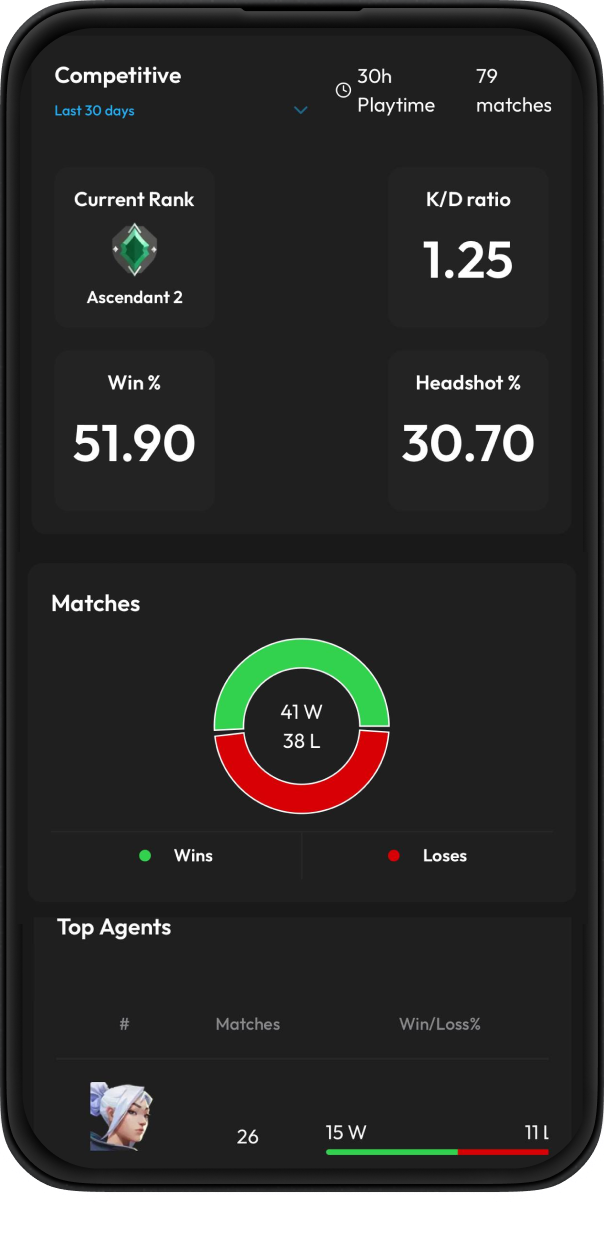 Competitive
30h
79
Last 30 days
Playtime
matches
Current Rank
K/D ratio
1.25
Ascendant 2
Win %
Headshot %
51.90
30.70
Matches
41 W
38 L
Wins
Loses
Top Agents
# Matches Win/Loss%
26
15 W
11 L